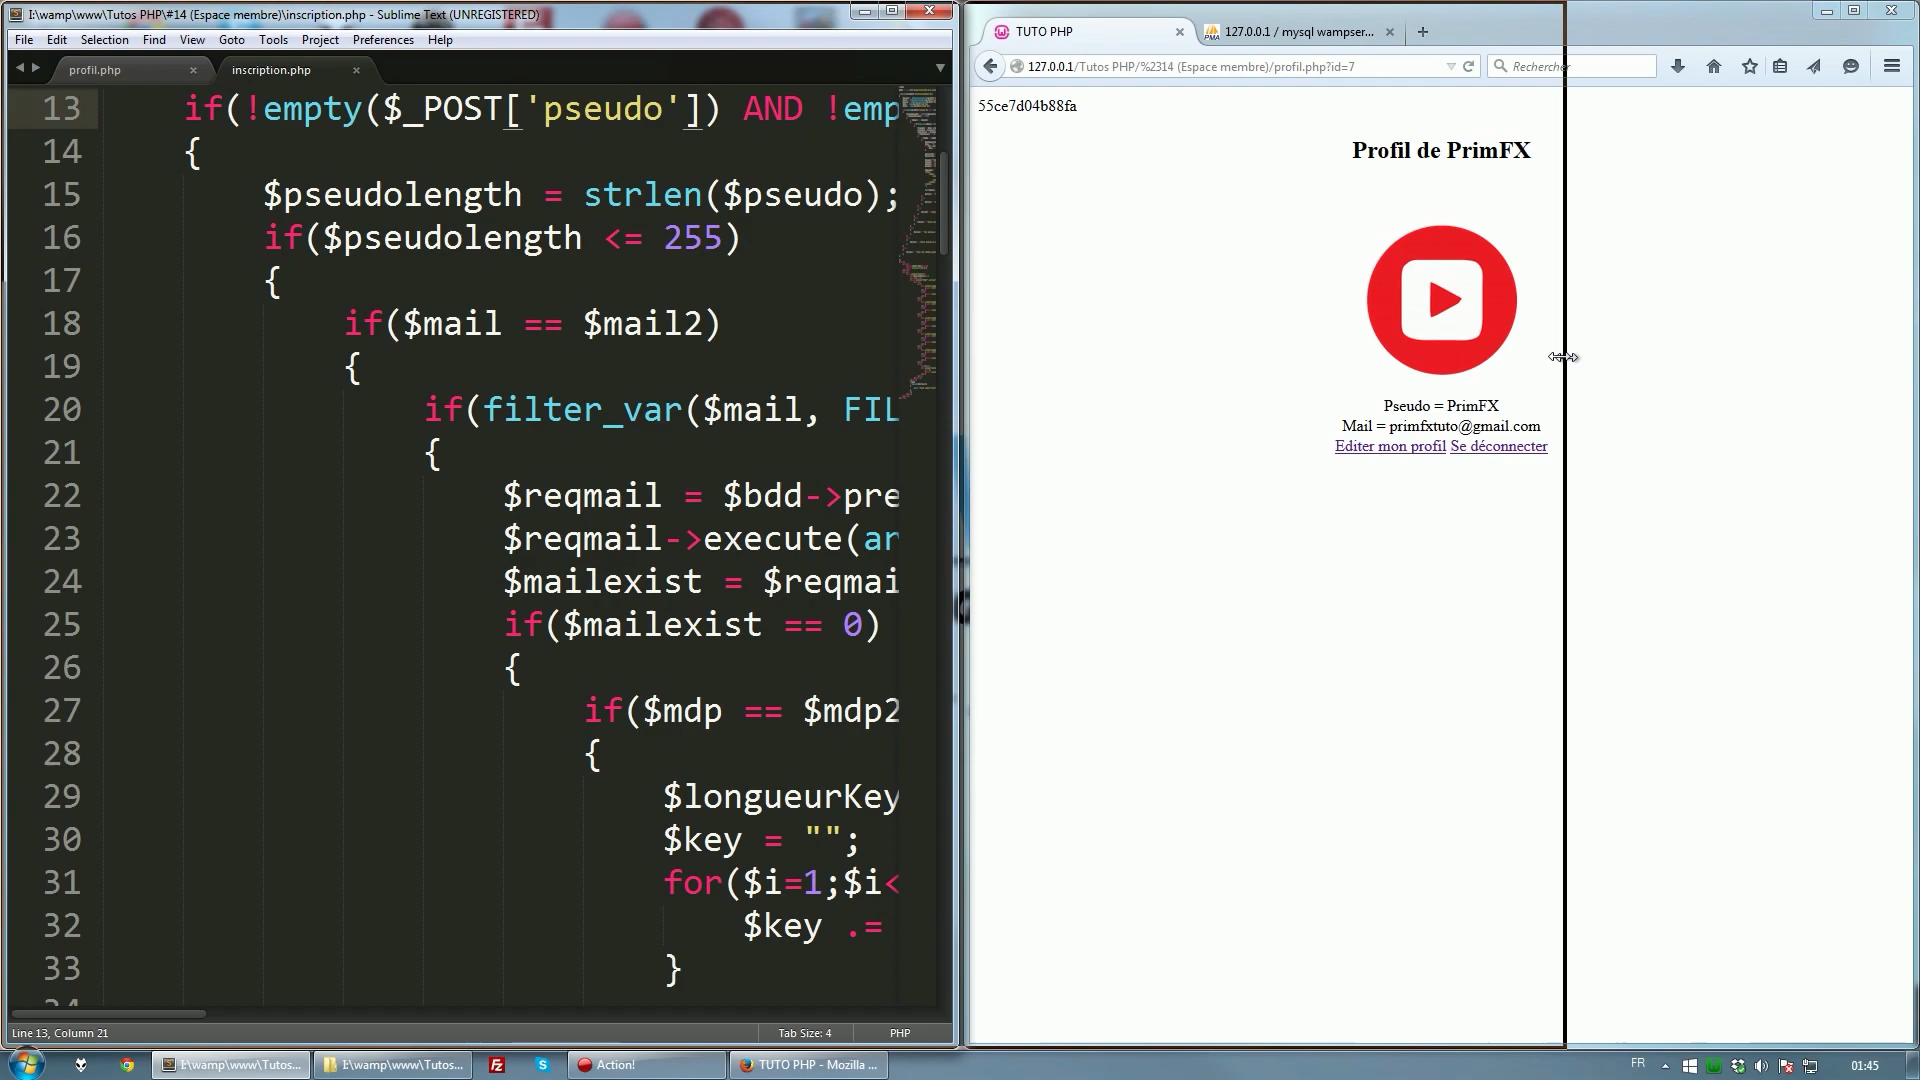 I:\wamp\www\Tutos PHP\#14 (Espace membre)\inscription.php - Sublime Text (UNREGISTERED)
File Edit Selection Find View Goto Tools Project Preferences Help
profil.php inscription.php
13 if(!empty($_POST['pseudo']) AND !emp
14 {
15 $pseudolength = strlen($pseudo);
16 if($pseudolength <= 255)
17 {
18 if($mail == $mail2)
19 {
20 if(filter_var($mail, FIL
21 {
22 $reqmail = $bdd->pre
23 $reqmail->execute(ar
24 $mailexist = $reqmai
25 if($mailexist == 0)
26 {
27 if($mdp == $mdp2
28 {
29 $longueurKey
30 $key = "";
31 for($i=1;$i<
32 $key .=
33 }
Line 13, Column 21 Tab Size: 4 PHP
TUTO PHP 127.0.0.1 / mysql wampser...
127.0.0.1/Tutos PHP/%2314 (Espace membre)/profil.php?id=7 Rechercher
55ce7d04b88fa
Profil de PrimFX
Pseudo = PrimFX
Mail = primfxtuto@gmail.com
Editer mon profil Se déconnecter
I:\wamp\www\Tutos... I:\wamp\www\Tutos... Action! TUTO PHP - Mozilla ... FR 01:45